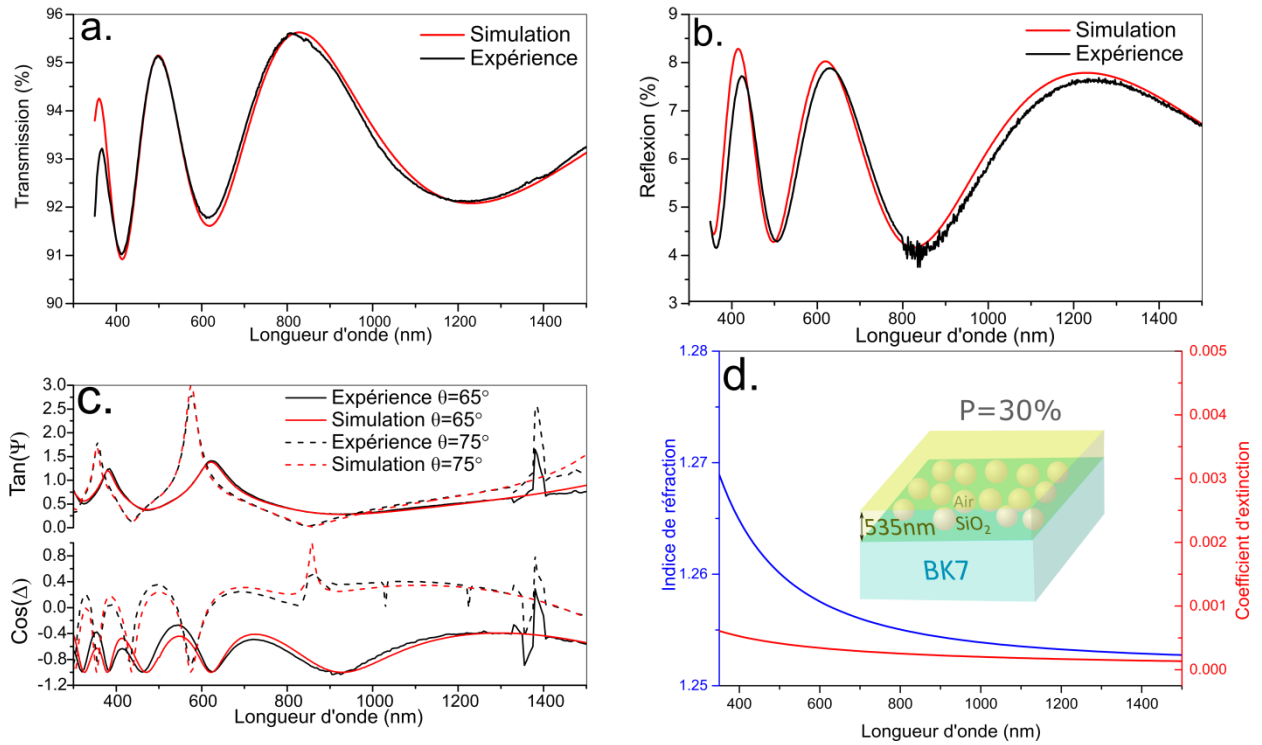 a.
Simulation
Expérience
96
95
94
93
92
91
90
Transmission (%)
400
600
800
1000
1200
1400
Longueur d'onde (nm)
b.
Simulation
Expérience
9
8
7
6
5
4
3
Reflexion (%)
400
600
800
1000
1200
1400
Longueur d'onde (nm)
c.
Expérience θ=65°
Simulation θ=65°
Expérience θ=75°
Simulation θ=75°
3.0
2.5
2.0
1.5
1.0
0.5
0.0
Tan(Ψ)
0.8
0.4
0.0
-0.4
-0.8
-1.2
Cos(Δ)
400
600
800
1000
1200
1400
Longueur d'onde (nm)
d.
P=30%
Air
SiO₂
535nm
BK7
1.28
1.27
1.26
1.25
Indice de réfraction
0.005
0.004
0.003
0.002
0.001
0.000
Coefficient d'extinction
400
600
800
1000
1200
1400
Longueur d'onde (nm)